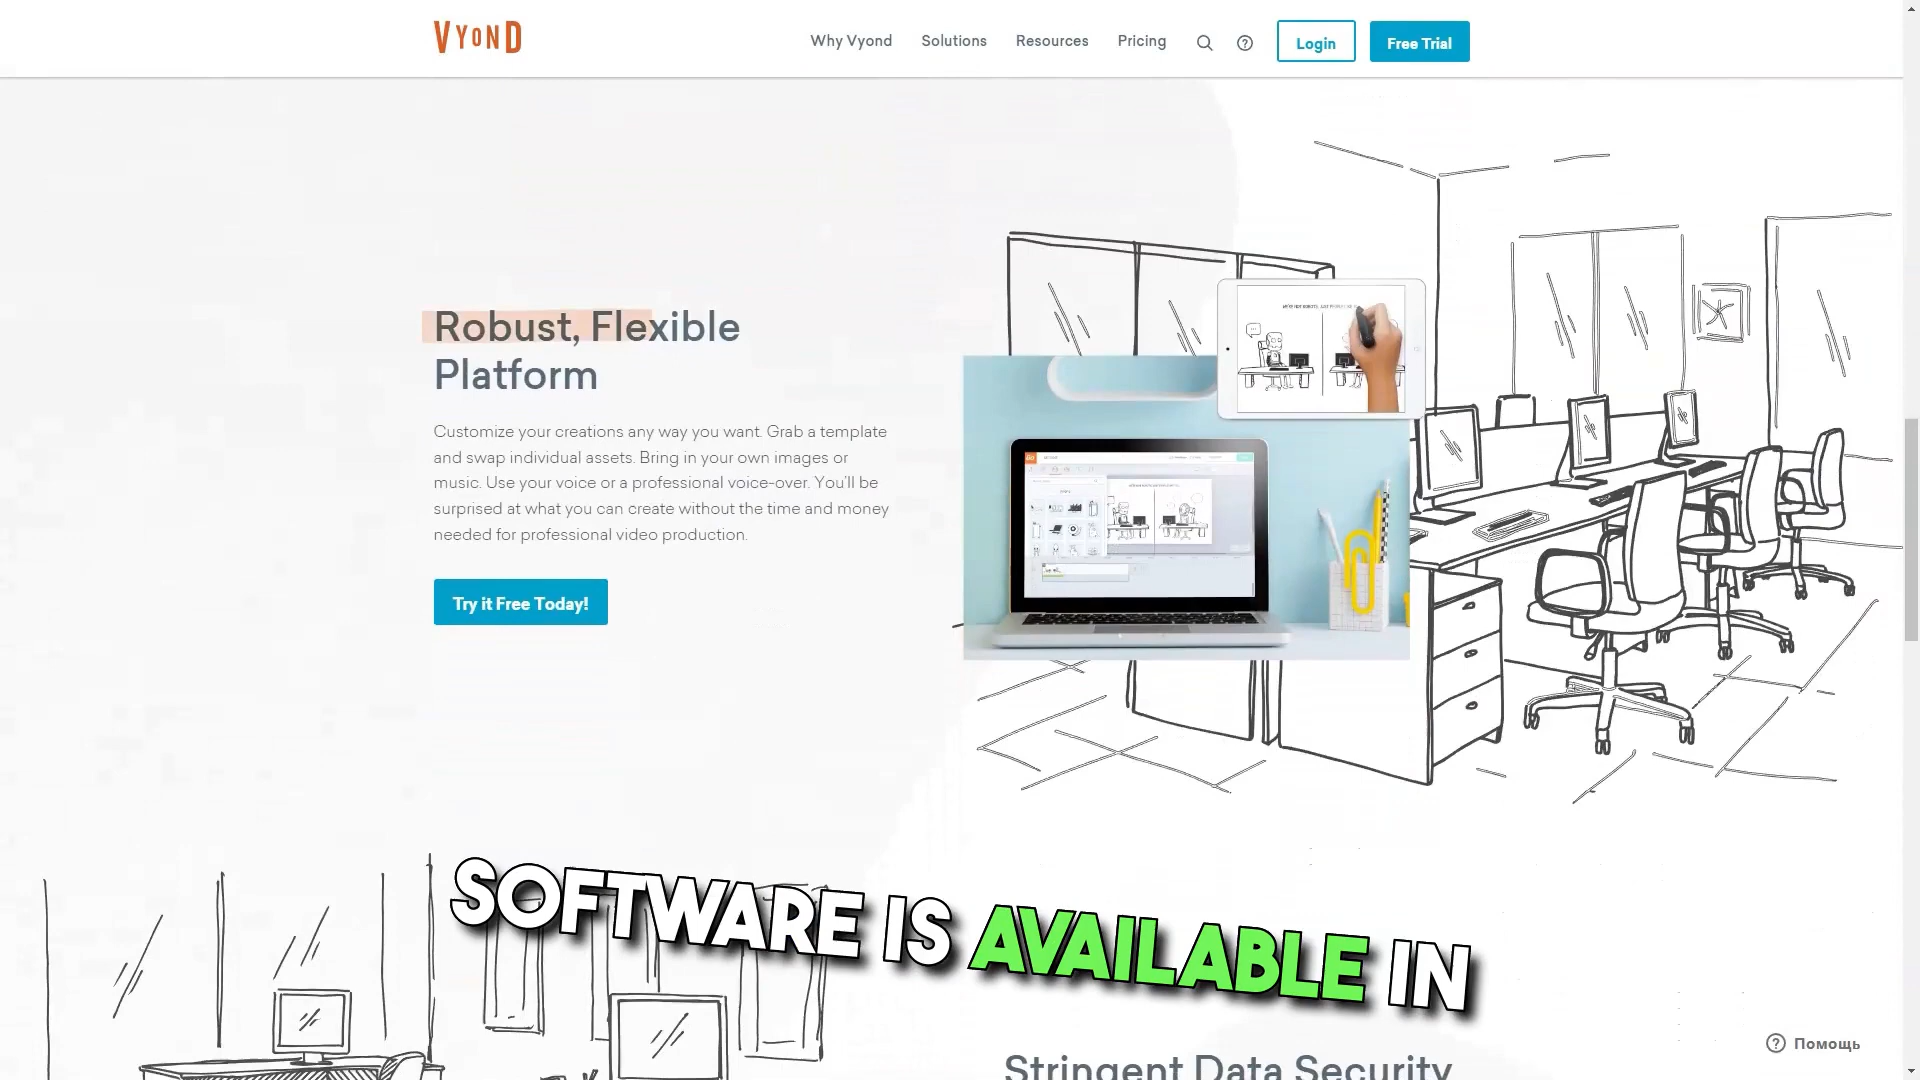 VYOND
Why Vyond
Solutions
Resources
Pricing
Login
Free Trial
Robust, Flexible
Platform
Customize your creations any way you want. Grab a template
and swap individual assets. Bring in your own images or
music. Use your voice or a professional voice-over. You'll be
surprised at what you can create without the time and money
needed for professional video production.
Try it Free Today!
SOFTWARE IS AVAILABLE IN
Stringent Data Security
Помощь